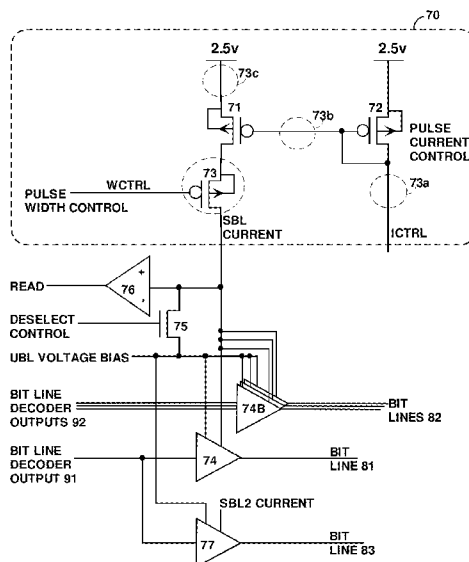 70
2.5v
2.5v
73c
71
73b
72
PULSE
CURRENT
CONTROL
73
73a
PULSE
WIDTH CONTROL
WCTRL
SBL
CURRENT
ICTRL
READ
+
-
76
DESELECT
CONTROL
75
UBL VOLTAGE BIAS
BIT LINE
DECODER
OUTPUTS 92
74B
BIT
LINES 82
BIT LINE
DECODER
OUTPUT 91
74
BIT
LINE 81
SBL2 CURRENT
77
BIT
LINE 83